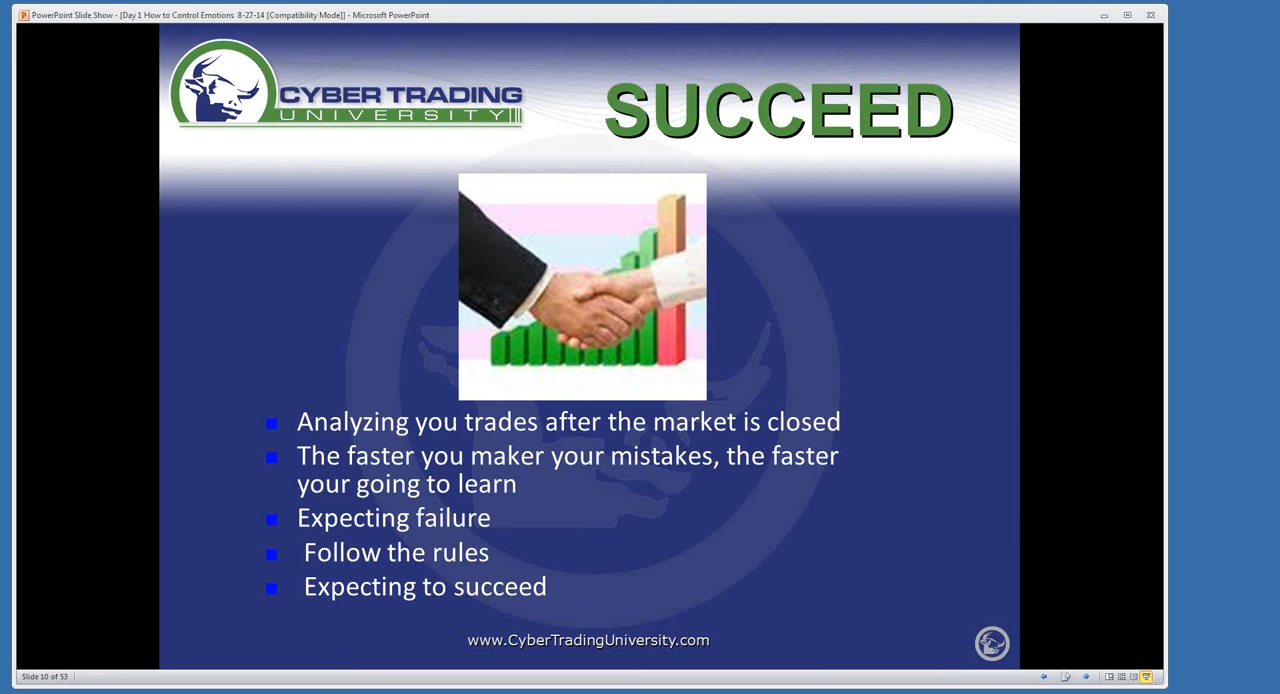 PowerPoint Slide Show - [Day 1 How to Control Emotions 8-27-14 [Compatibility Mode]] - Microsoft PowerPoint
CYBER TRADING
UNIVERSITY
SUCCEED
Analyzing you trades after the market is closed
The faster you maker your mistakes, the faster
your going to learn
Expecting failure
Follow the rules
Expecting to succeed
www.CyberTradingUniversity.com
Slide 10 of 53